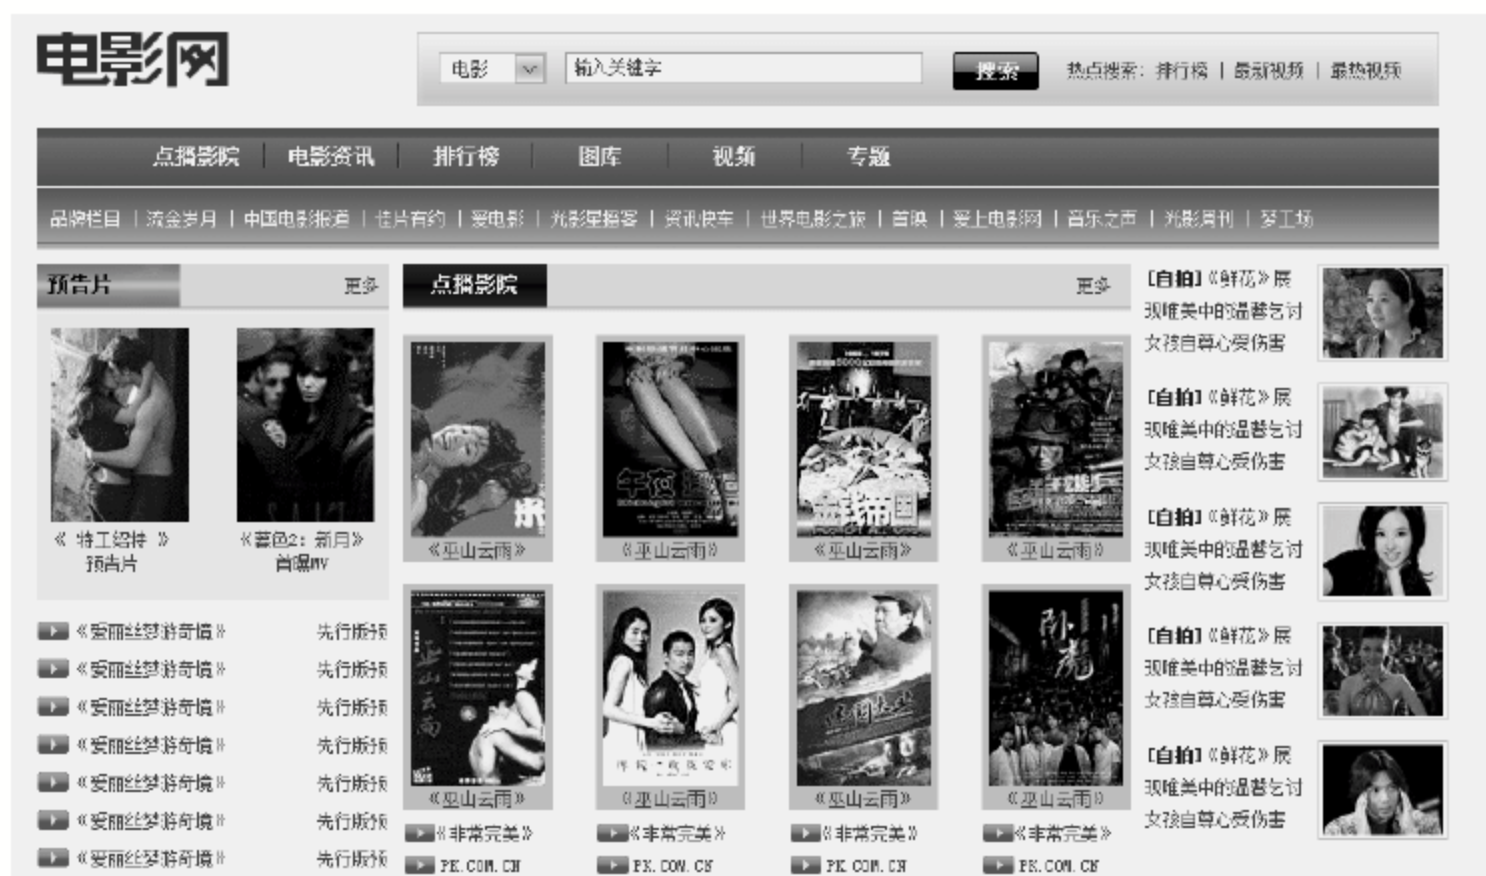 电影网
电影 输入关键字 搜索 热点搜索：排行榜 | 最新视频 | 最热视频
点播影院 电影资讯 排行榜 图库 视频 专题
品牌栏目 | 流金岁月 | 中国电影报道 | 佳片有约 | 爱电影 | 光影星播客 | 资讯快车 | 世界电影之旅 | 首映 | 爱上电影网 | 音乐之声 | 光影周刊 | 梦工场
预告片 更多
《 特工绍特 》
预告片
《暮色2：新月》
首曝MV
《爱丽丝梦游奇境》 先行版预
《爱丽丝梦游奇境》 先行版预
《爱丽丝梦游奇境》 先行版预
《爱丽丝梦游奇境》 先行版预
《爱丽丝梦游奇境》 先行版预
《爱丽丝梦游奇境》 先行版预
《爱丽丝梦游奇境》 先行版预
点播影院 更多
午夜
《巫山云雨》 《巫山云雨》 《巫山云雨》 《巫山云雨》
巫山云雨
卧龙
《巫山云雨》 《巫山云雨》 《巫山云雨》 《巫山云雨》
《非常完美》 《非常完美》 《非常完美》 《非常完美》
PK.COM.CN PK.COM.CN PK.COM.CN PK.COM.CN
[自拍]《鲜花》展
现唯美中的温馨乞讨
女孩自尊心受伤害
[自拍]《鲜花》展
现唯美中的温馨乞讨
女孩自尊心受伤害
[自拍]《鲜花》展
现唯美中的温馨乞讨
女孩自尊心受伤害
[自拍]《鲜花》展
现唯美中的温馨乞讨
女孩自尊心受伤害
[自拍]《鲜花》展
现唯美中的温馨乞讨
女孩自尊心受伤害